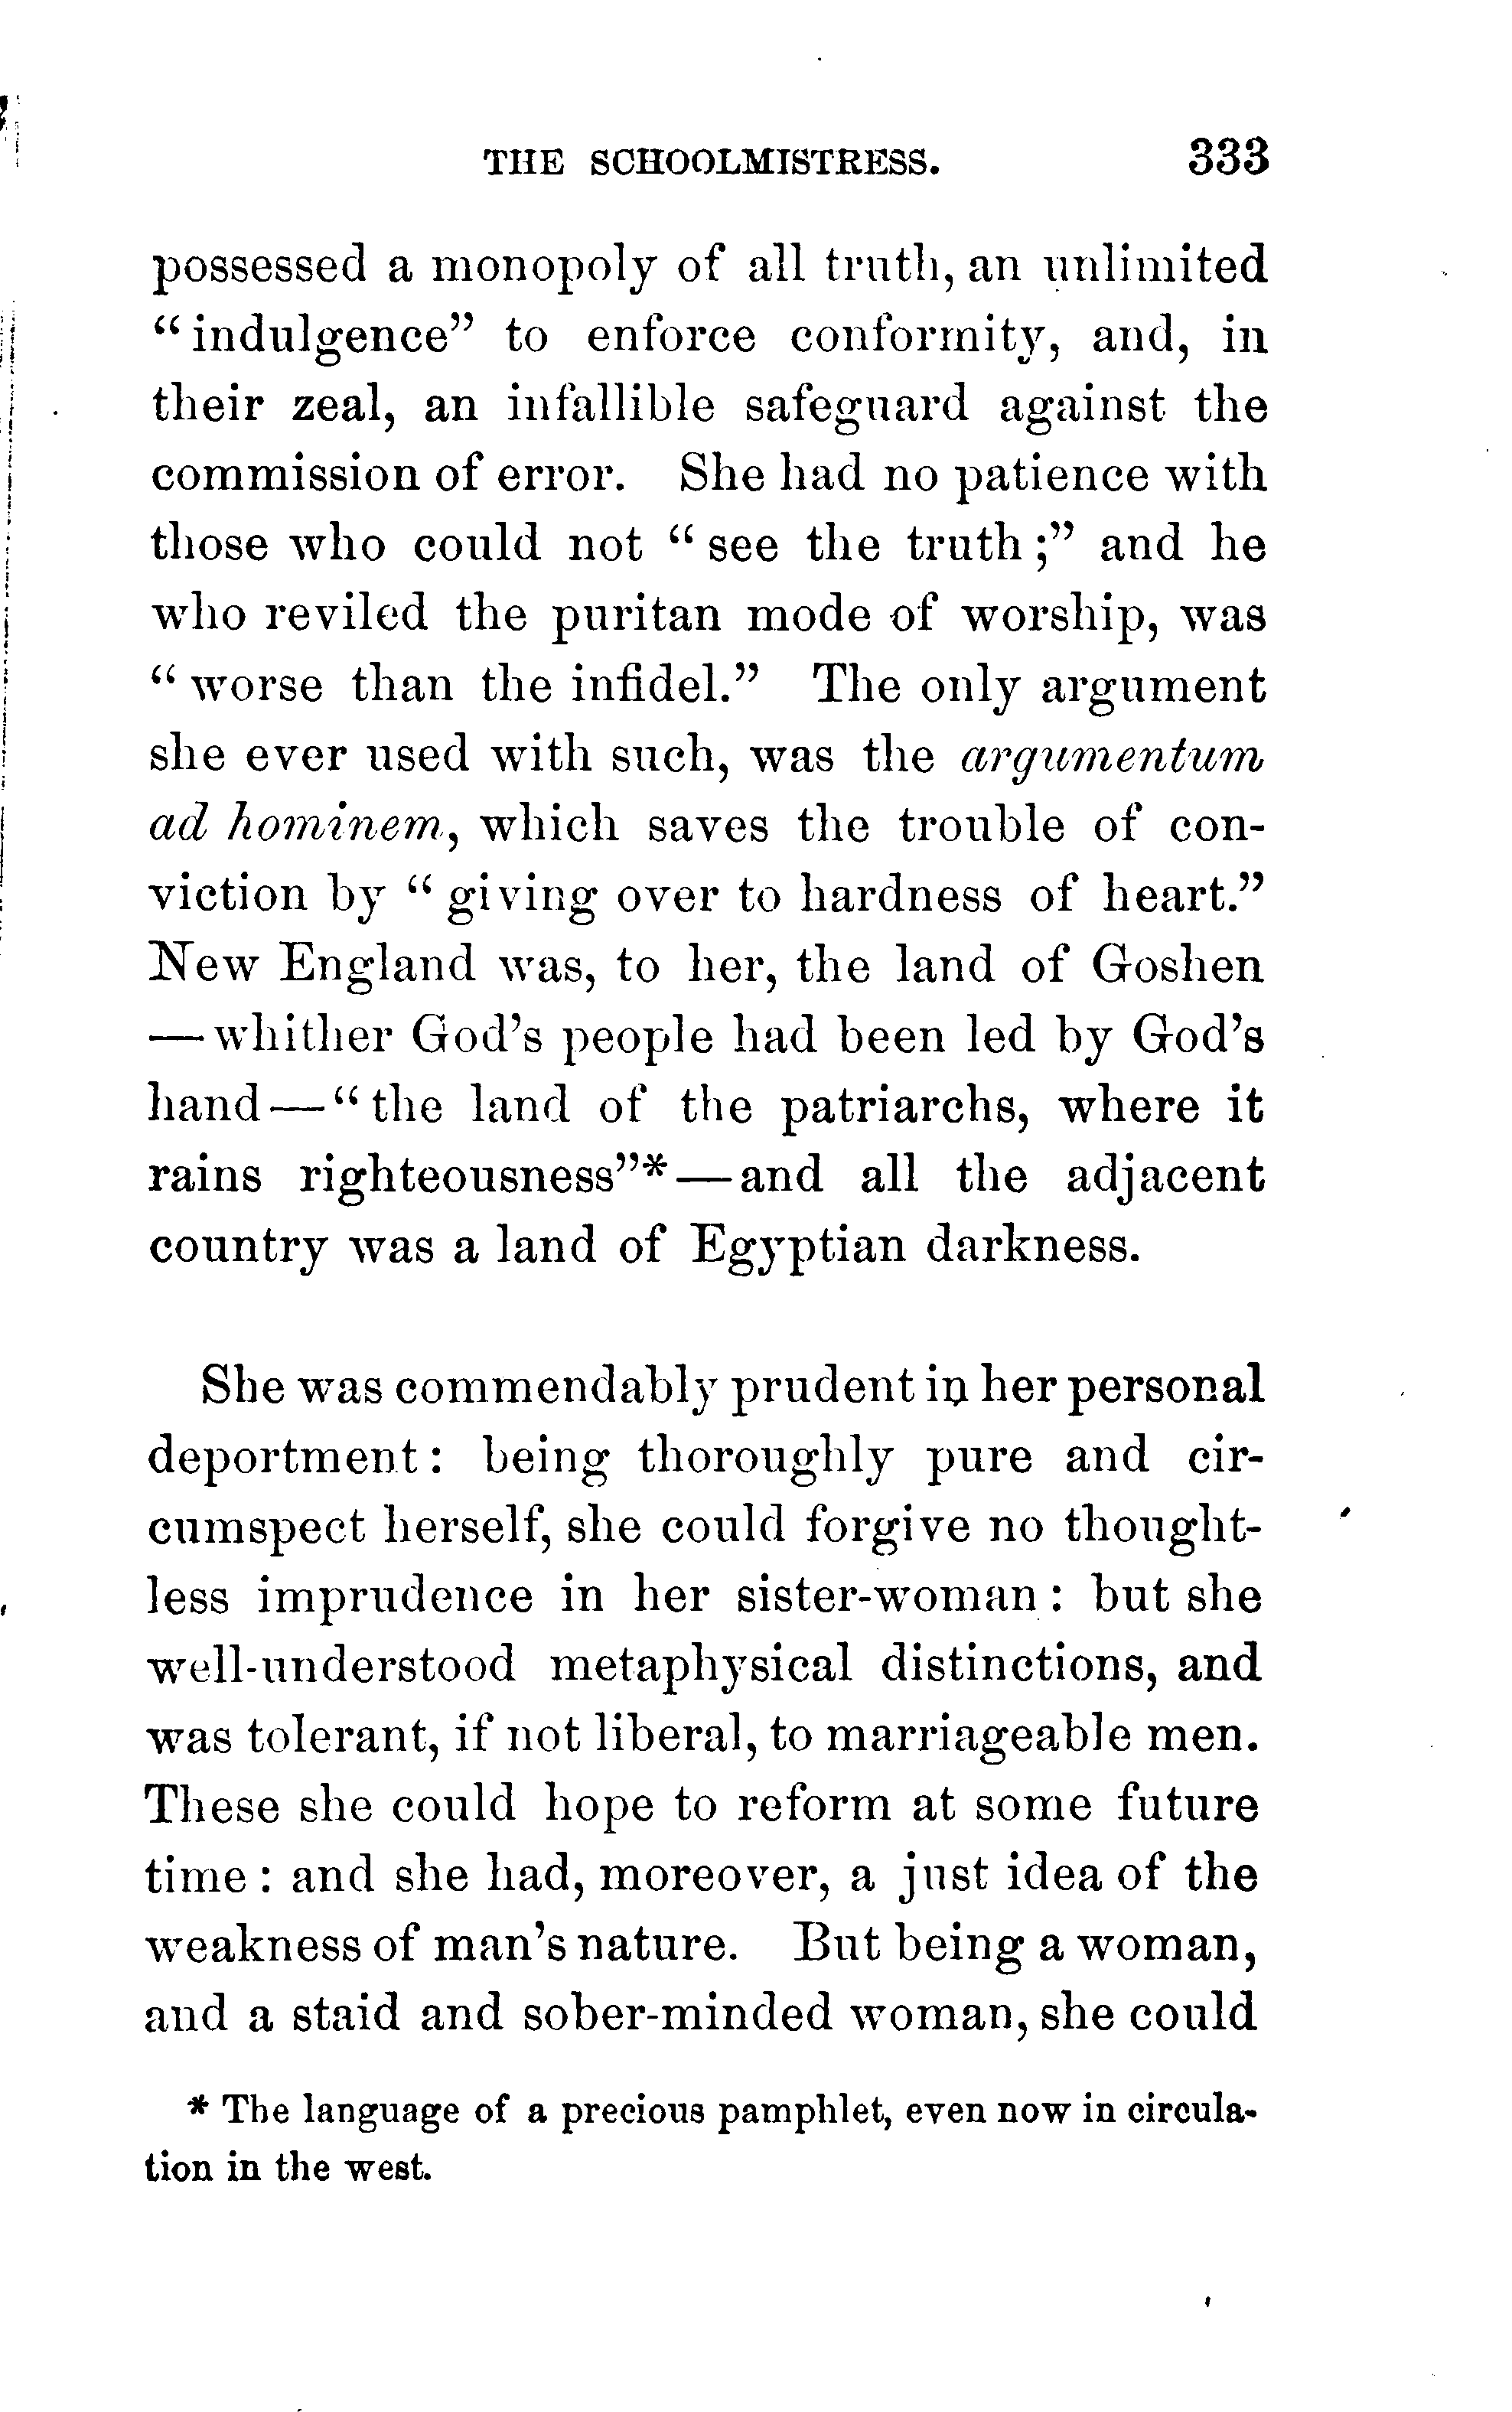 THE SCHOOLMISTRESS. 333
possessed a monopoly of all truth, an unlimited
“indulgence” to enforce conformity, and, in
their zeal, an infallible safeguard against the
commission of error. She had no patience with
those who could not “see the truth;” and he
who reviled the puritan mode of worship, was
“worse than the infidel.” The only argument
she ever used with such, was the argumentum
ad hominem, which saves the trouble of con-
viction by “giving over to hardness of heart.”
New England was, to her, the land of Goshen
—whither God’s people had been led by God’s
hand—“the land of the patriarchs, where it
rains righteousness”*—and all the adjacent
country was a land of Egyptian darkness.
She was commendably prudent in her personal
deportment: being thoroughly pure and cir-
cumspect herself, she could forgive no thought-
less imprudence in her sister-woman: but she
well-understood metaphysical distinctions, and
was tolerant, if not liberal, to marriageable men.
These she could hope to reform at some future
time: and she had, moreover, a just idea of the
weakness of man’s nature. But being a woman,
and a staid and sober-minded woman, she could
* The language of a precious pamphlet, even now in circula-
tion in the west.